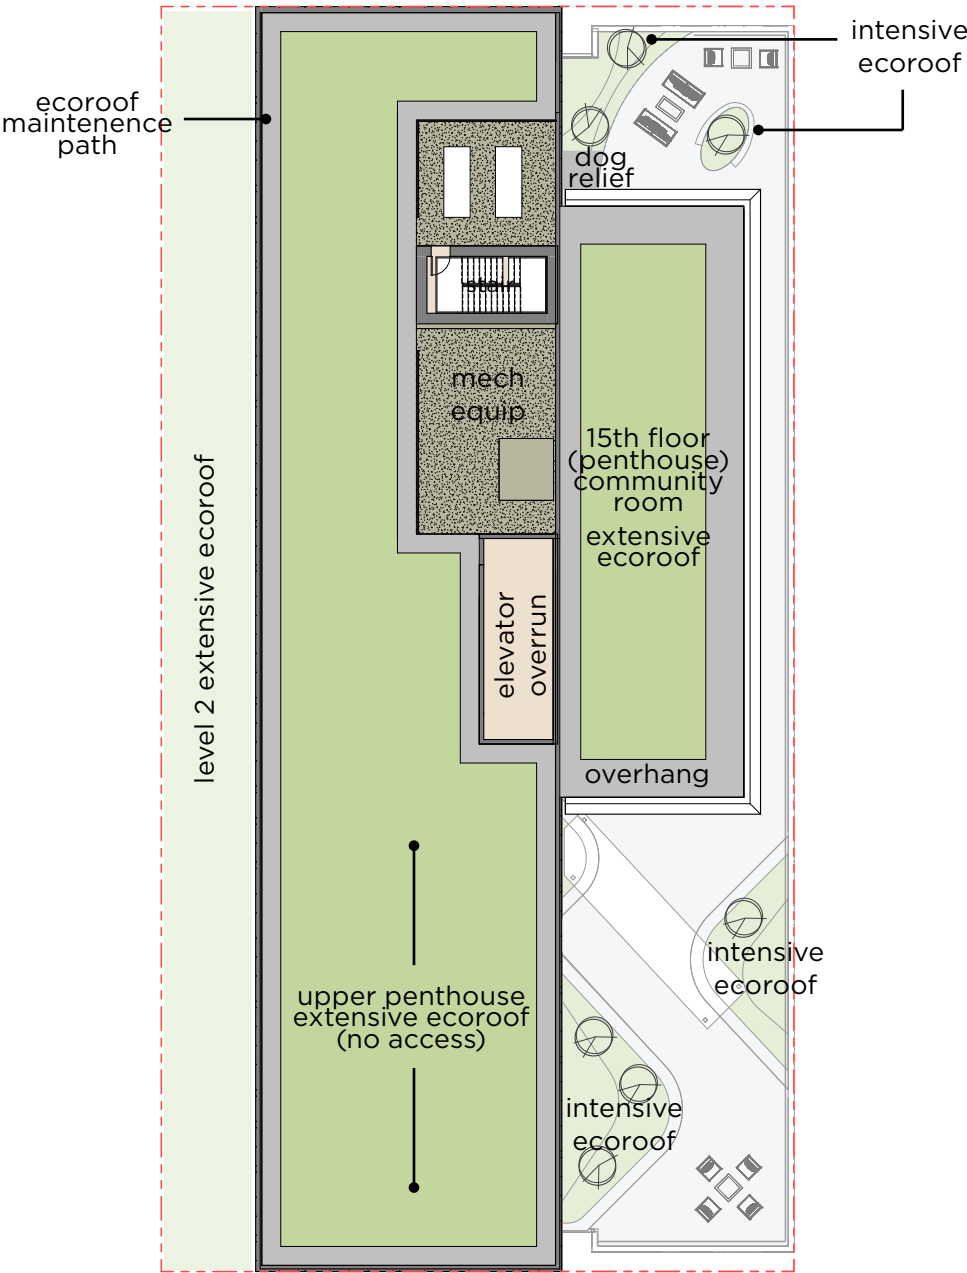 intensive
ecoroof
ecoroof
maintenence
path
dog
relief
stair
mech
equip
15th floor
(penthouse)
community
room
extensive
ecoroof
level 2 extensive ecoroof
elevator
overrun
overhang
intensive
ecoroof
upper penthouse
extensive ecoroof
(no access)
intensive
ecoroof